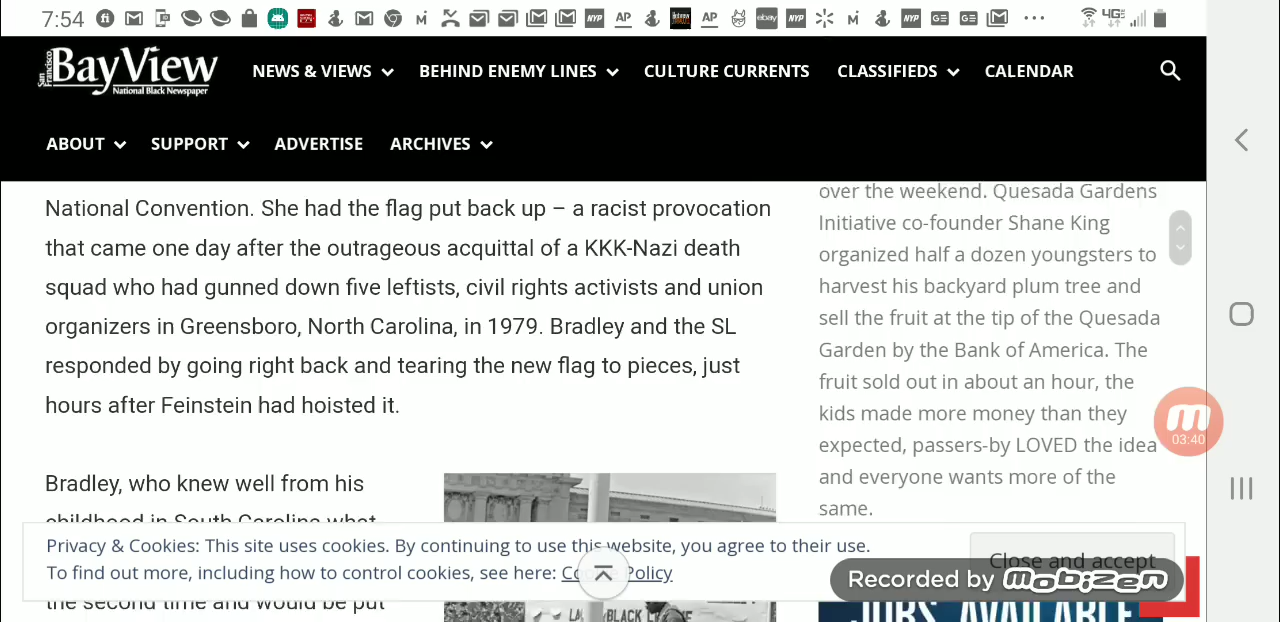 7:54
San Francisco
BayView
National Black Newspaper
NEWS & VIEWS
BEHIND ENEMY LINES
CULTURE CURRENTS
CLASSIFIEDS
CALENDAR
ABOUT
SUPPORT
ADVERTISE
ARCHIVES
National Convention. She had the flag put back up – a racist provocation
that came one day after the outrageous acquittal of a KKK-Nazi death
squad who had gunned down five leftists, civil rights activists and union
organizers in Greensboro, North Carolina, in 1979. Bradley and the SL
responded by going right back and tearing the new flag to pieces, just
hours after Feinstein had hoisted it.
Bradley, who knew well from his
childhood in South Carolina what
the second time and would be put
over the weekend. Quesada Gardens
Initiative co-founder Shane King
organized half a dozen youngsters to
harvest his backyard plum tree and
sell the fruit at the tip of the Quesada
Garden by the Bank of America. The
fruit sold out in about an hour, the
kids made more money than they
expected, passers-by LOVED the idea
and everyone wants more of the
same.
03:40
Privacy & Cookies: This site uses cookies. By continuing to use this website, you agree to their use.
To find out more, including how to control cookies, see here: Policy
Close and accept
Recorded by mobizen
JOBS AVAILABLE